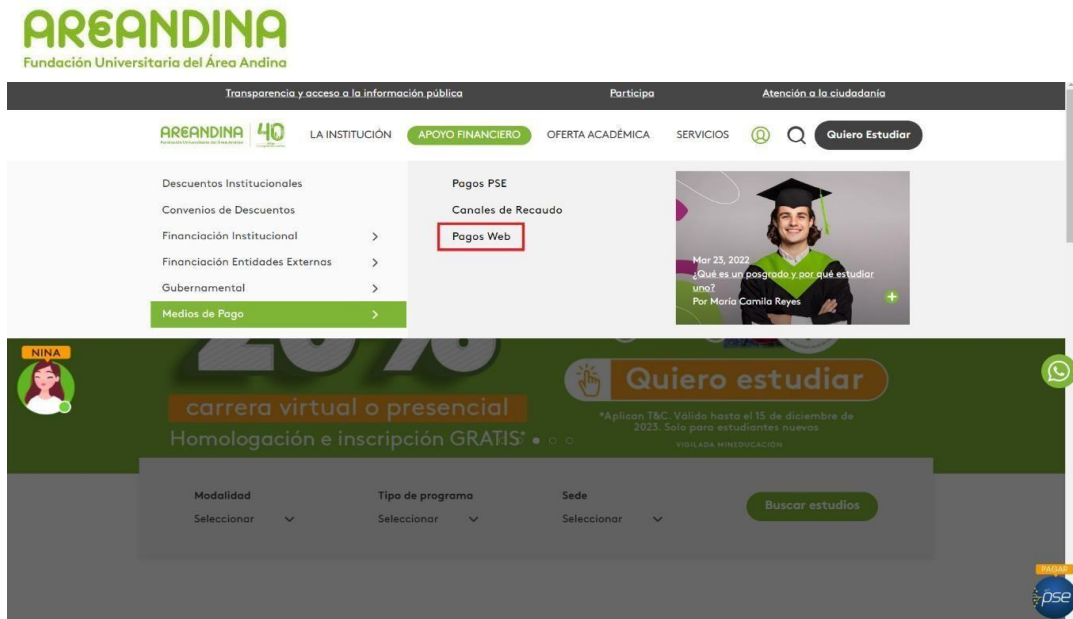 AREANDINA
Fundación Universitaria del Área Andina
Transparencia y acceso a la información pública
Participa
Atención a la ciudadanía
AREANDINA
40
LA INSTITUCIÓN
APOYO FINANCIERO
OFERTA ACADÉMICA
SERVICIOS
Quiero Estudiar
Descuentos Institucionales
Convenios de Descuentos
Financiación Institucional
Financiación Entidades Externas
Gubernamental
Medios de Pago
Pagos PSE
Canales de Recaudo
Pagos Web
Mar 23, 2022
¿Qué es un posgrado y por qué estudiar
uno?
Por María Camila Reyes
NINA
20%
carrera virtual o presencial
Homologación e inscripción GRATIS*
Quiero estudiar
*Aplican T&C. Válido hasta el 15 de diciembre de
2023. Solo para estudiantes nuevos
VIGILADA MINEDUCACIÓN
Modalidad
Seleccionar
Tipo de programa
Seleccionar
Sede
Seleccionar
Buscar estudios
PAGAR
pse